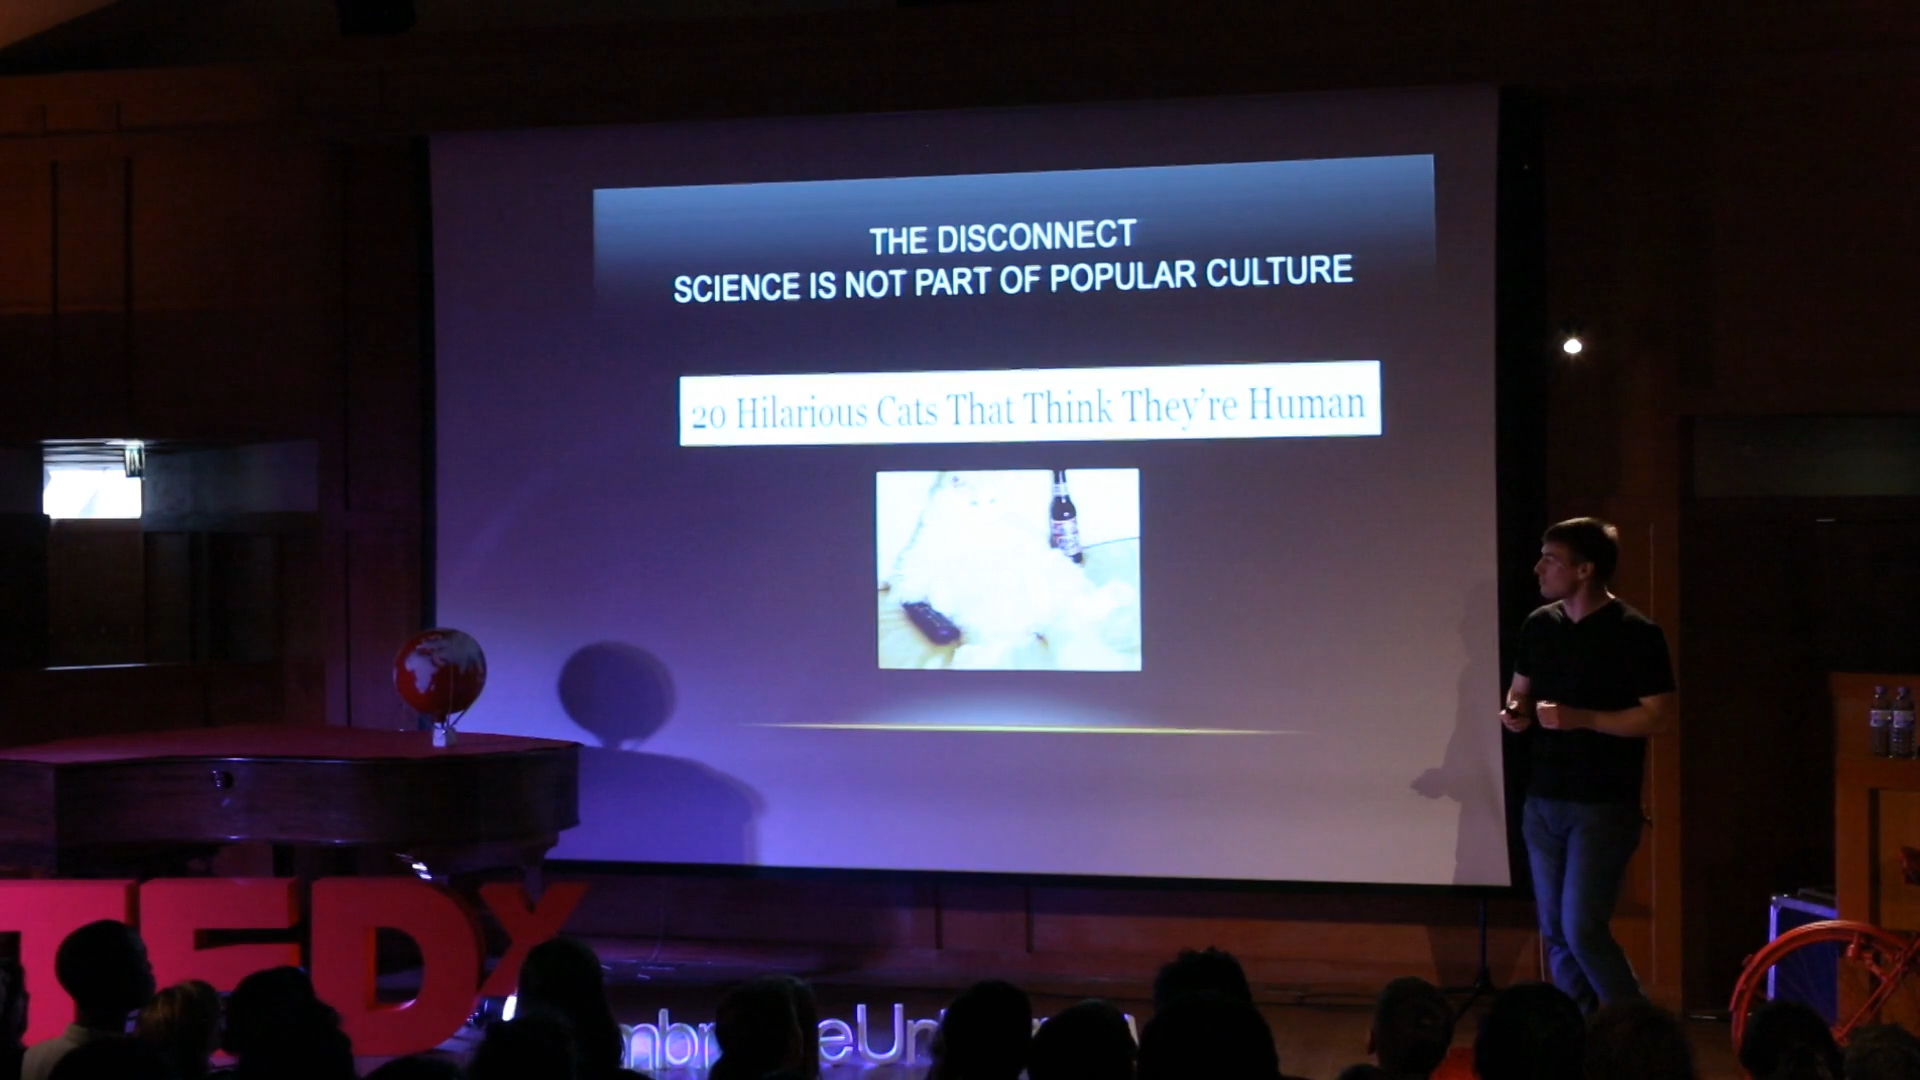 THE DISCONNECT
SCIENCE IS NOT PART OF POPULAR CULTURE
20 Hilarious Cats That Think They're Human
TEDx